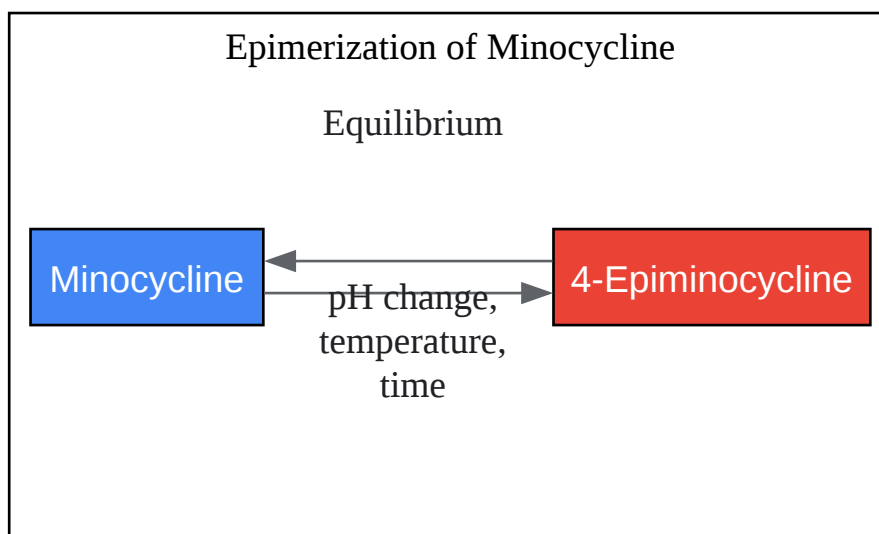 Epimerization of Minocycline
Equilibrium
Minocycline
4-Epiminocycline
pH change,
temperature,
time